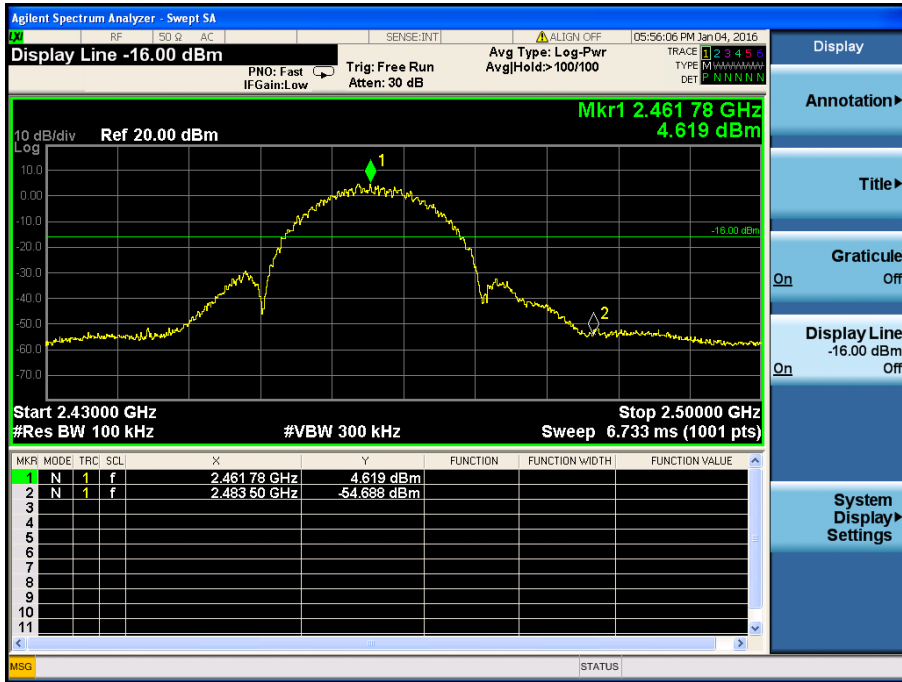 Agilent Spectrum Analyzer - Swept SA
LXI RF 50 Ω AC SENSE:INT ALIGN OFF 05:56:06 PM Jan 04, 2016
Display Line -16.00 dBm
PNO: Fast
IFGain:Low
Trig: Free Run
Atten: 30 dB
Avg Type: Log-Pwr
Avg|Hold:> 100/100
TRACE 1 2 3 4 5 6
TYPE M
DET P N N N N N
Mkr1 2.461 78 GHz
4.619 dBm
10 dB/div Ref 20.00 dBm
Log
10.0
0.00
-10.0
-20.0
-30.0
-40.0
-50.0
-60.0
-70.0
1
-16.00 dBm
2
Start 2.43000 GHz Stop 2.50000 GHz
#Res BW 100 kHz #VBW 300 kHz Sweep 6.733 ms (1001 pts)
MKR MODE TRC SCL X Y FUNCTION FUNCTION WIDTH FUNCTION VALUE
1 N 1 f 2.461 78 GHz 4.619 dBm
2 N 1 f 2.483 50 GHz -54.688 dBm
3
4
5
6
7
8
9
10
11
MSG STATUS
Display
Annotation
Title
Graticule
On Off
Display Line
-16.00 dBm
On Off
System
Display
Settings